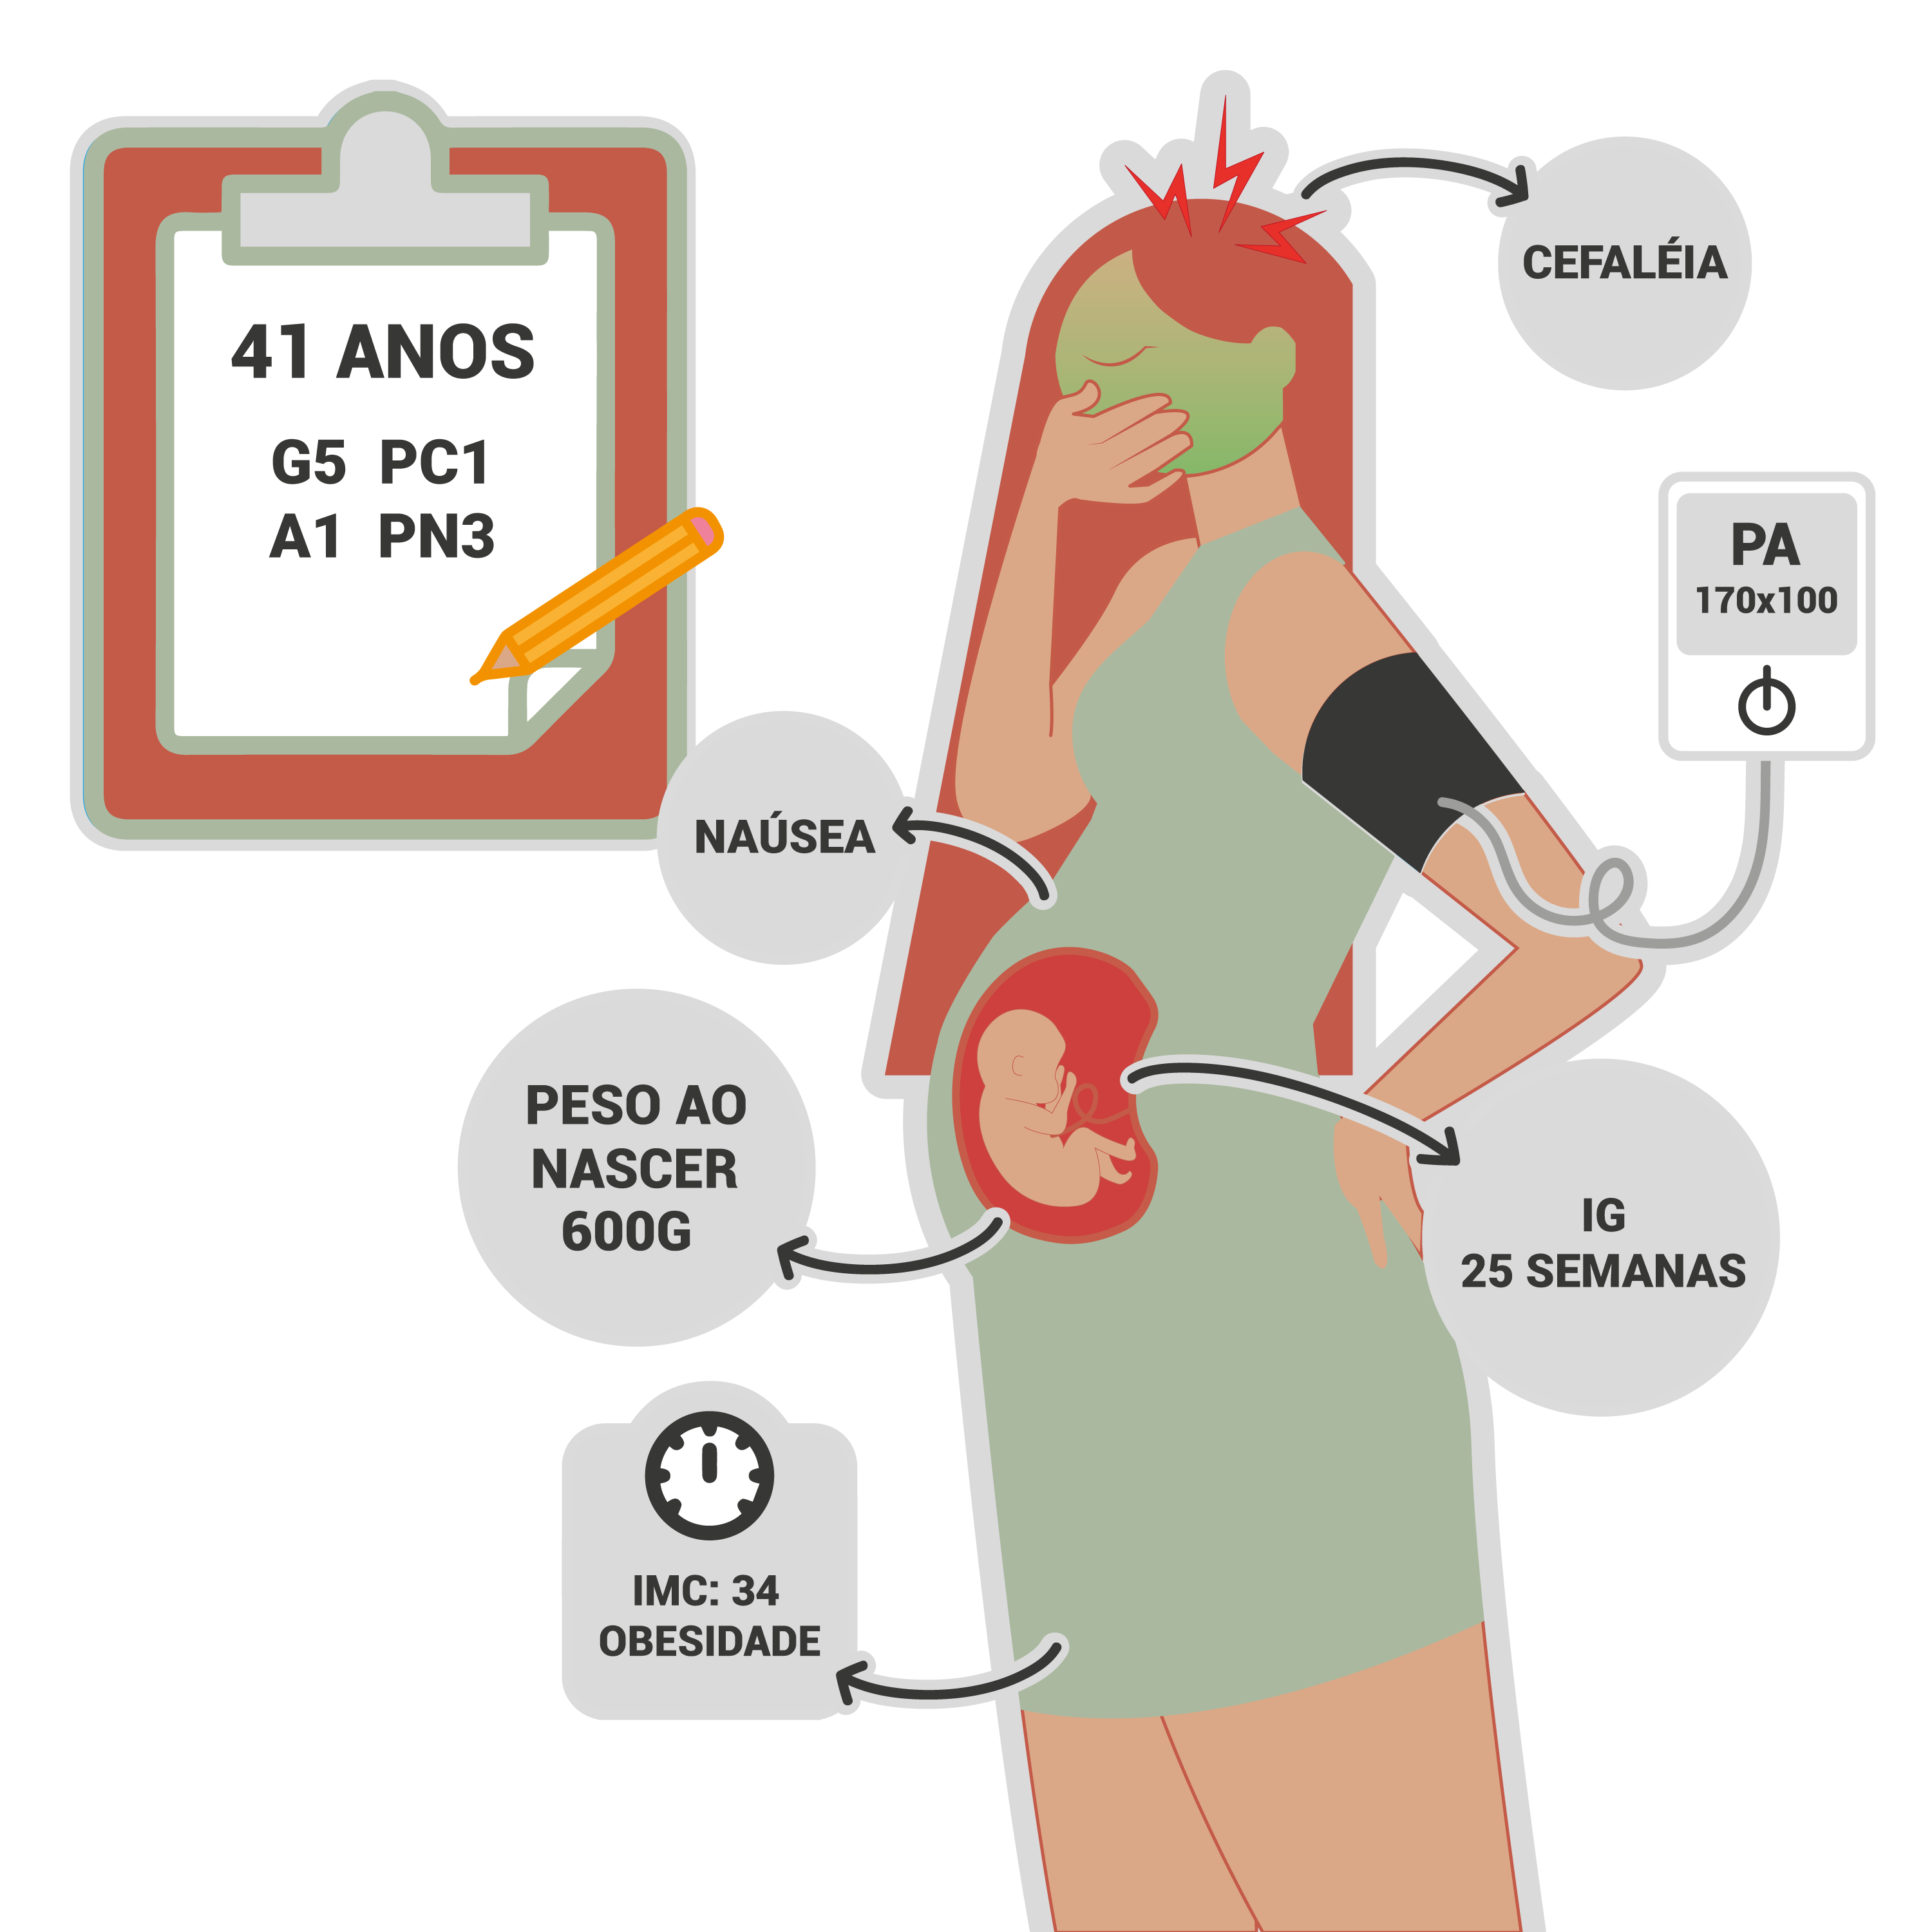 41 ANOS
G5 PC1
A1 PN3
CEFALÉIA
PA
170x100
NAÚSEA
PESO AO
NASCER
600G
IG
25 SEMANAS
IMC: 34
OBESIDADE